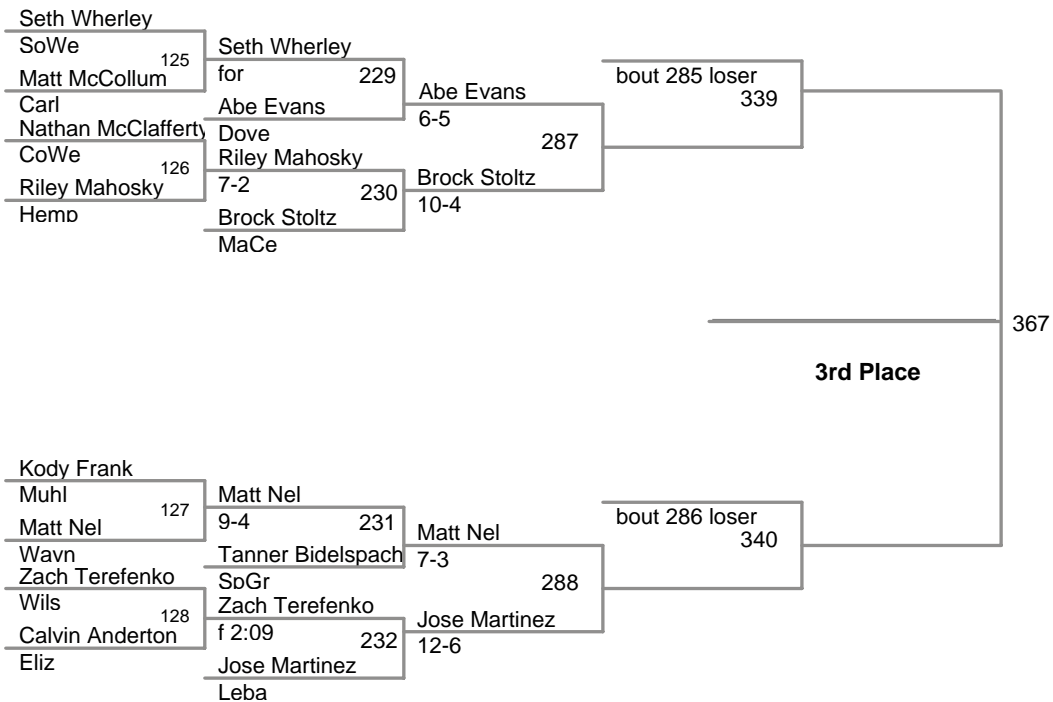 Seth Wherley
SoWe
125
Matt McCollum
Carl
Nathan McClafferty
CoWe
126
Riley Mahosky
Hemp
Seth Wherley
for
229
Abe Evans
Dove
Riley Mahosky
7-2
230
Brock Stoltz
MaCe
Abe Evans
6-5
287
Brock Stoltz
10-4
bout 285 loser
339
367
3rd Place
Kody Frank
Muhl
127
Matt Nel
Wayn
Zach Terefenko
Wils
128
Calvin Anderton
Eliz
Matt Nel
9-4
231
Tanner Bidelspach
SpGr
Zach Terefenko
f 2:09
232
Jose Martinez
Leba
Matt Nel
7-3
288
Jose Martinez
12-6
bout 286 loser
340